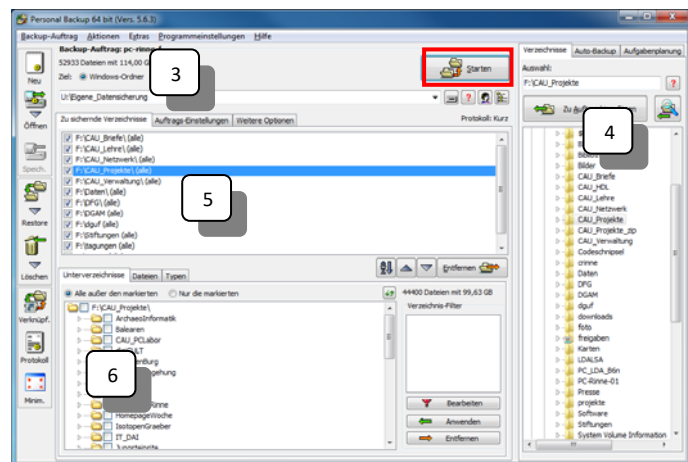 Personal Backup 64 bit (Vers. 5.6.3)
Backup-Auftrag Aktionen Extras Programmeinstellungen Hilfe
Backup-Auftrag:
52933 Dateien mit 114,00
Ziel: Windows-Ordner
U:\Eigene_Datensicherung
3
Starten
Neu
Öffnen
Speich.
Restore
Löschen
Verknüpf.
Protokoll
Minim.
Zu sichernde Verzeichnisse Auftrags-Einstellungen Weitere Optionen Protokoll: Kurz
F:\CAU_Briefe\ (alle)
F:\CAU_Lehre\ (alle)
F:\CAU_Netzwerk\ (alle)
F:\CAU_Projekte\ (alle)
F:\CAU_Verwaltung\ (alle)
F:\Daten\ (alle)
F:\DFG\ (alle)
F:\DGAM (alle)
F:\dguf (alle)
F:\Stiftungen (alle)
F:\tagungen (alle)
5
Entfernen
Unterverzeichnisse Dateien Typen
Alle außer den markierten Nur die markierten
44400 Dateien mit 99,63 GB
Verzeichnis-Filter
F:\CAU_Projekte\
ArchaeoInformatik
Balearen
CAU_PCLabor
6
HomepageWoche
IsotopenGraeber
IT_DAI
Bearbeiten
Anwenden
Entfernen
Verzeichnisse Auto-Backup Aufgabenplanung
Auswahl:
F:\CAU_Projekte
?
4
Bilder
CAU_Briefe
CAU_HDL
CAU_Lehre
CAU_Netzwerk
CAU_Projekte
CAU_Projekte_zip
CAU_Verwaltung
Codeschnipsel
crinne
Daten
DFG
DGAM
dguf
downloads
foto
freigaben
Karten
LDALSA
PC_LDA_B6n
PC-Rinne-01
Presse
projekte
Software
Stiftungen
System Volume Information